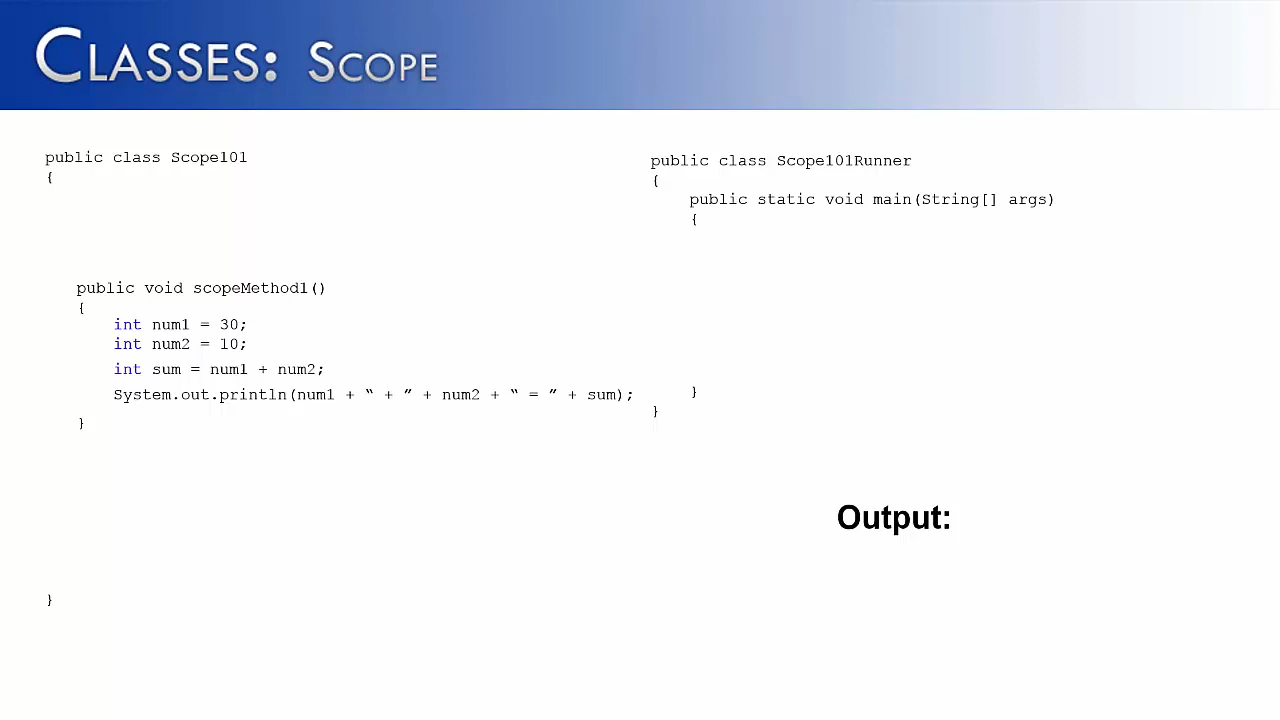 CLASSES: SCOPE
public class Scope101
{
public void scopeMethod1()
{
int num1 = 30;
int num2 = 10;
int sum = num1 + num2;
System.out.println(num1 + “ + ” + num2 + “ = ” + sum);
}
}
public class Scope101Runner
{
public static void main(String[] args)
{
}
}
Output: